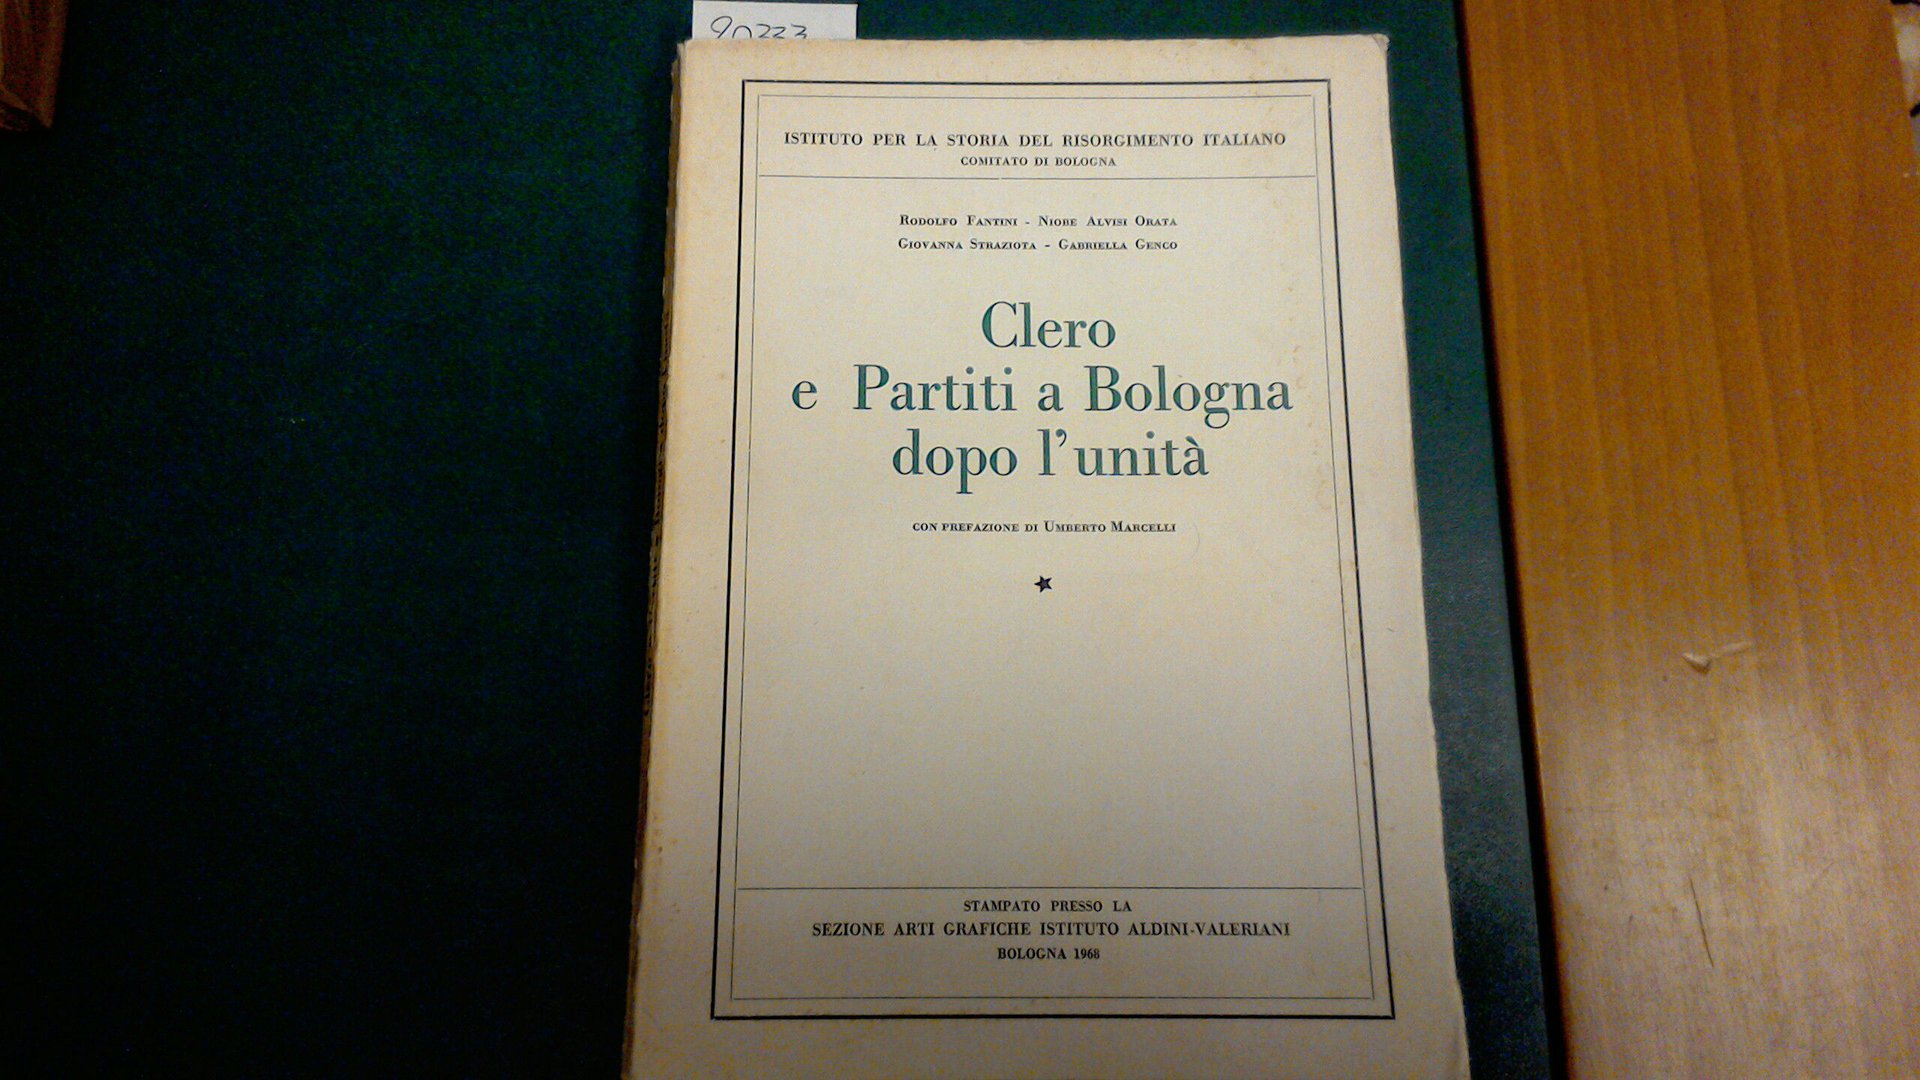 ISTITUTO PER LA STORIA DEL RISORGIMENTO ITALIANO
COMITATO DI BOLOGNA
RODOLFO FANTINI - NIOBE ALVISI ORATA
GIOVANNA STRAZIOTA - GABRIELLA GENCO
Clero
e Partiti a Bologna
dopo l'unità
CON PREFAZIONE DI UMBERTO MARCELLI
STAMPATO PRESSO LA
SEZIONE ARTI GRAFICHE ISTITUTO ALDINI-VALERIANI
BOLOGNA 1968